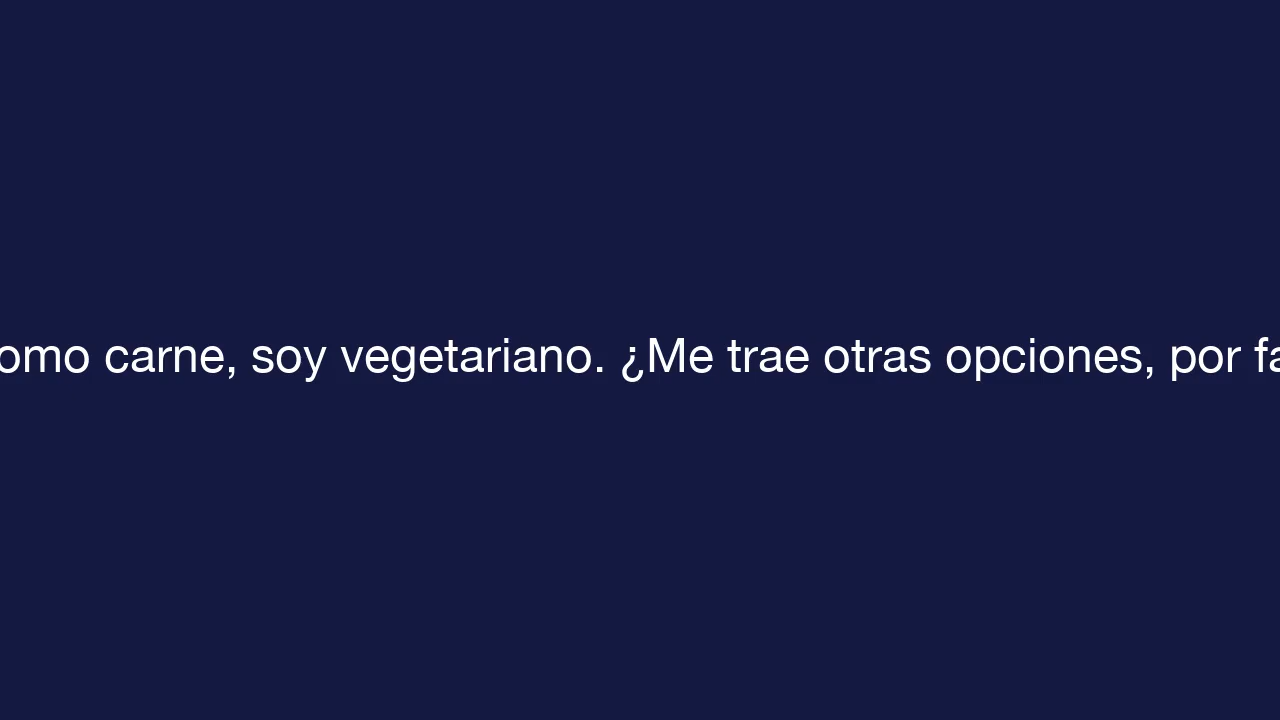 omo carne, soy vegetariano. ¿Me trae otras opciones, por fa